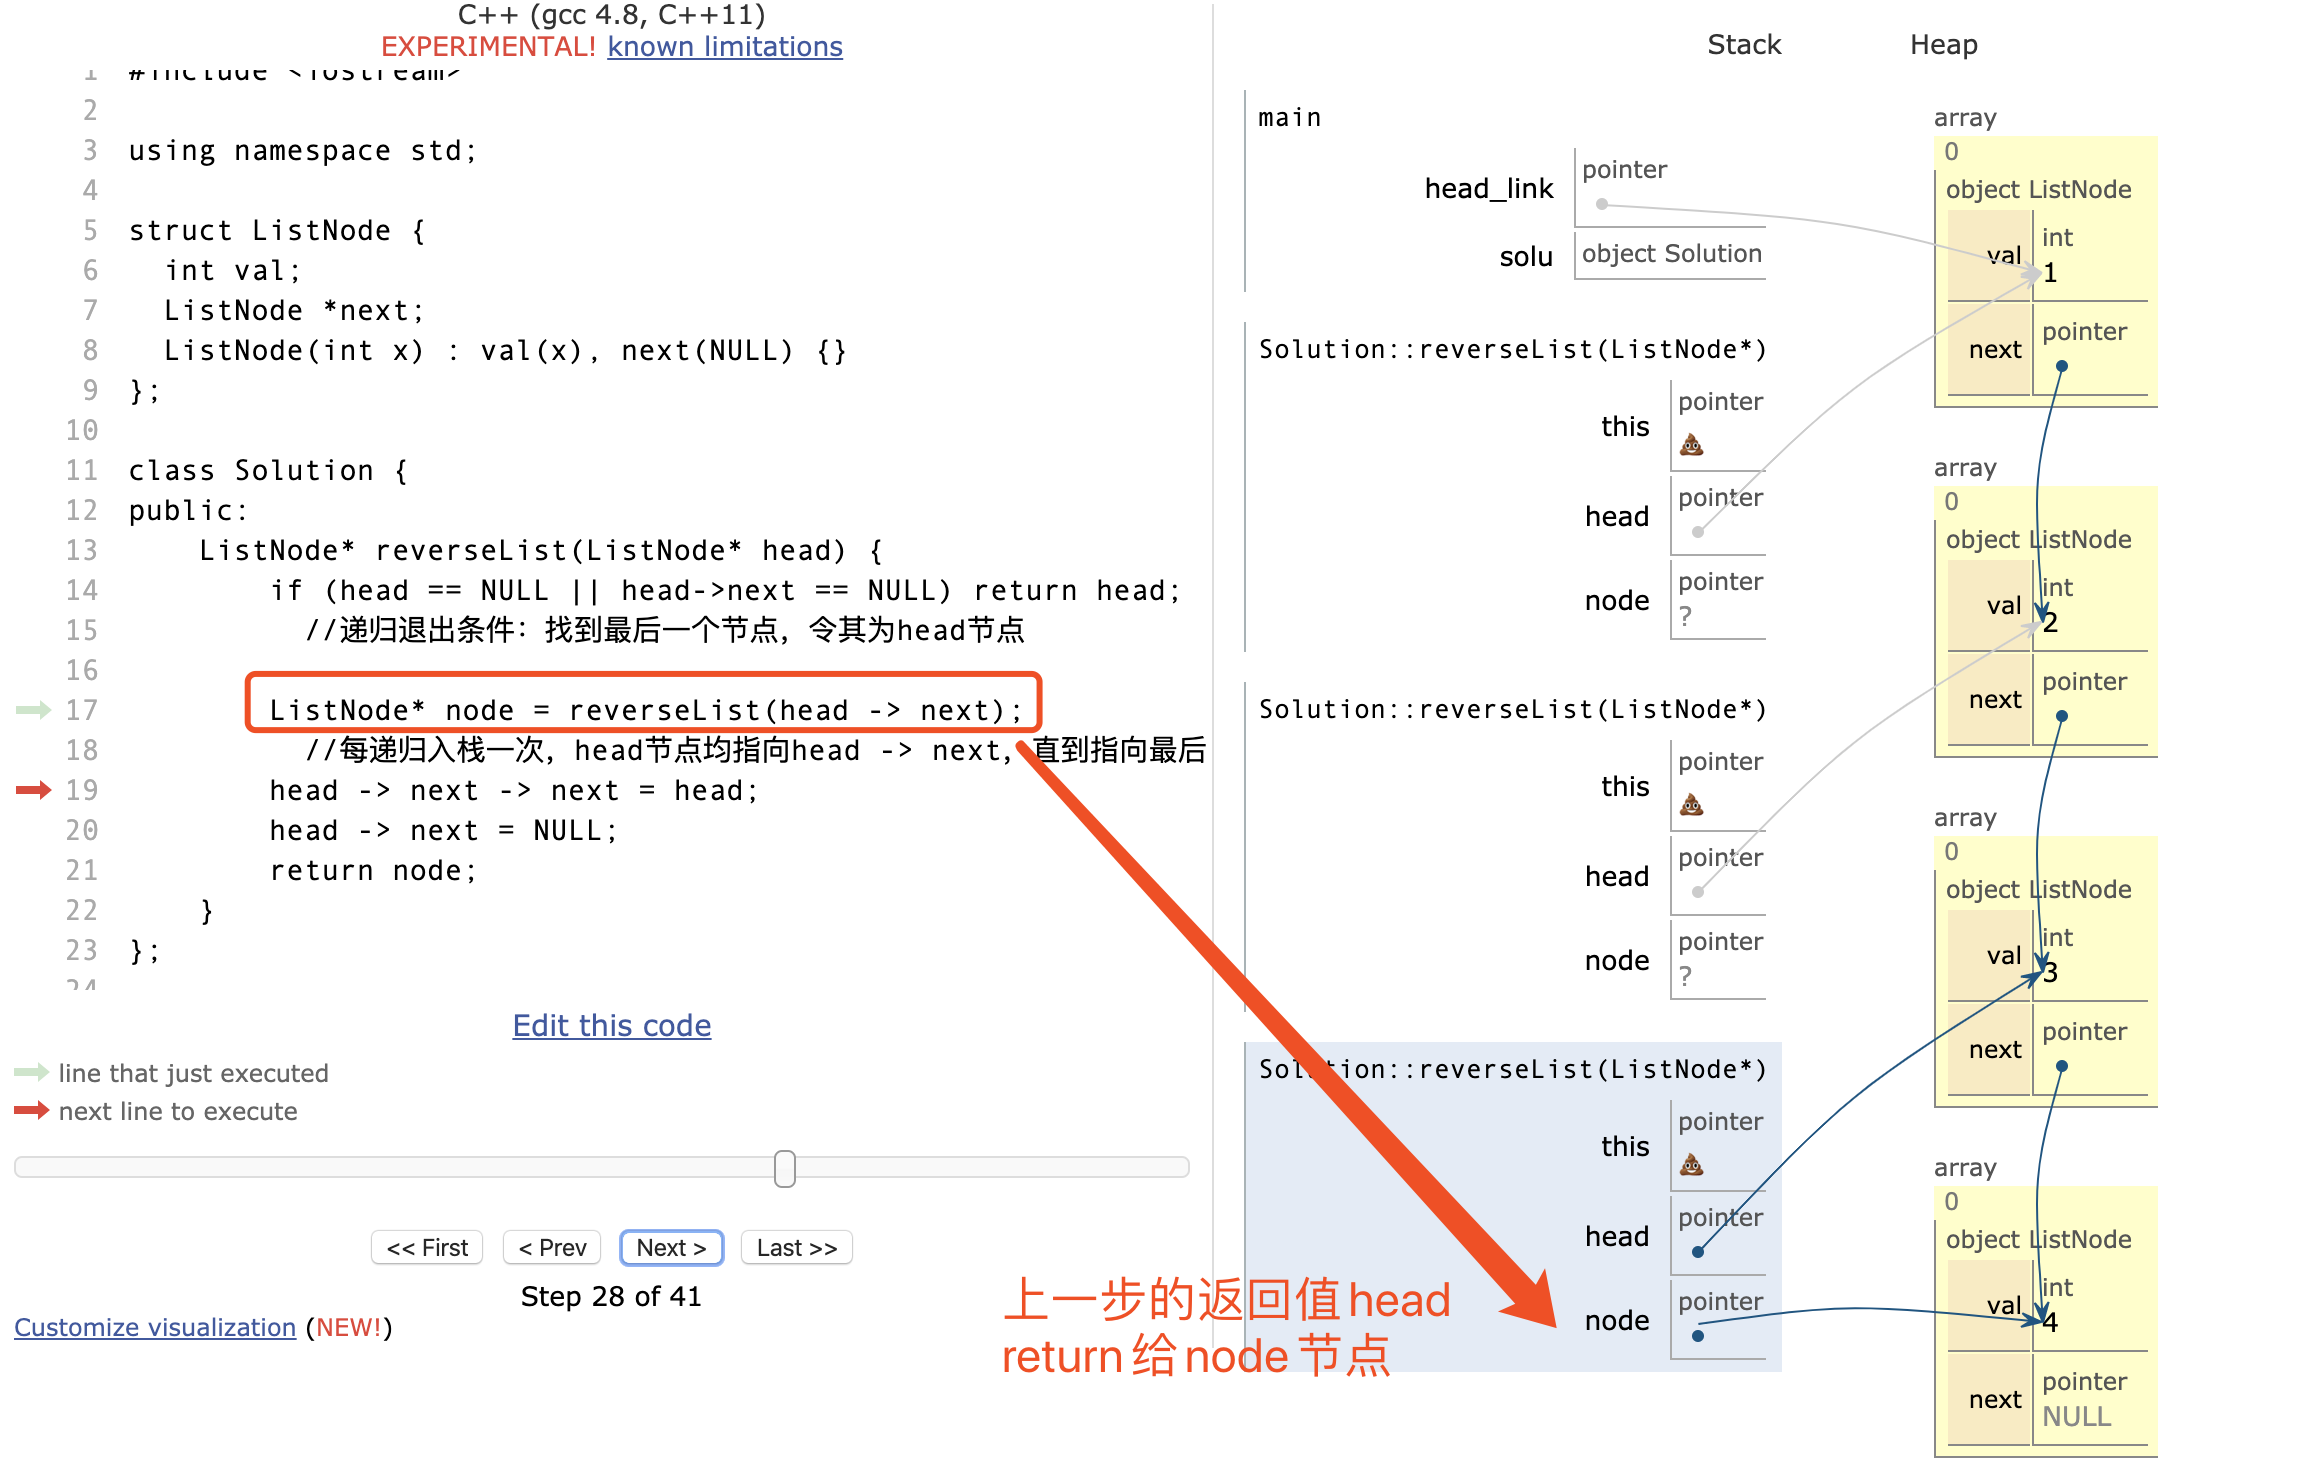 C++ (gcc 4.8, C++11)
EXPERIMENTAL! known limitations
1 #include <iostream>
2
3 using namespace std;
4
5 struct ListNode {
6 int val;
7 ListNode *next;
8 ListNode(int x) : val(x), next(NULL) {}
9 };
10
11 class Solution {
12 public:
13 ListNode* reverseList(ListNode* head) {
14 if (head == NULL || head->next == NULL) return head;
15 //递归退出条件：找到最后一个节点，令其为head节点
16
17 ListNode* node = reverseList(head -> next);
18 //每递归入栈一次，head节点均指向head -> next，直到指向最后
19 head -> next -> next = head;
20 head -> next = NULL;
21 return node;
22 }
23 };
24
Edit this code
line that just executed
next line to execute
<< First < Prev Next > Last >>
Step 28 of 41
Customize visualization (NEW!)
上一步的返回值head
return给node节点
Stack Heap
main
head_link pointer
solu object Solution
Solution::reverseList(ListNode*)
this pointer
head pointer
node pointer
?
Solution::reverseList(ListNode*)
this pointer
head pointer
node pointer
?
Solution::reverseList(ListNode*)
this pointer
head pointer
node pointer
array
0
object ListNode
val int
1
next pointer
array
0
object ListNode
val int
2
next pointer
array
0
object ListNode
val int
3
next pointer
array
0
object ListNode
val int
4
next pointer
NULL